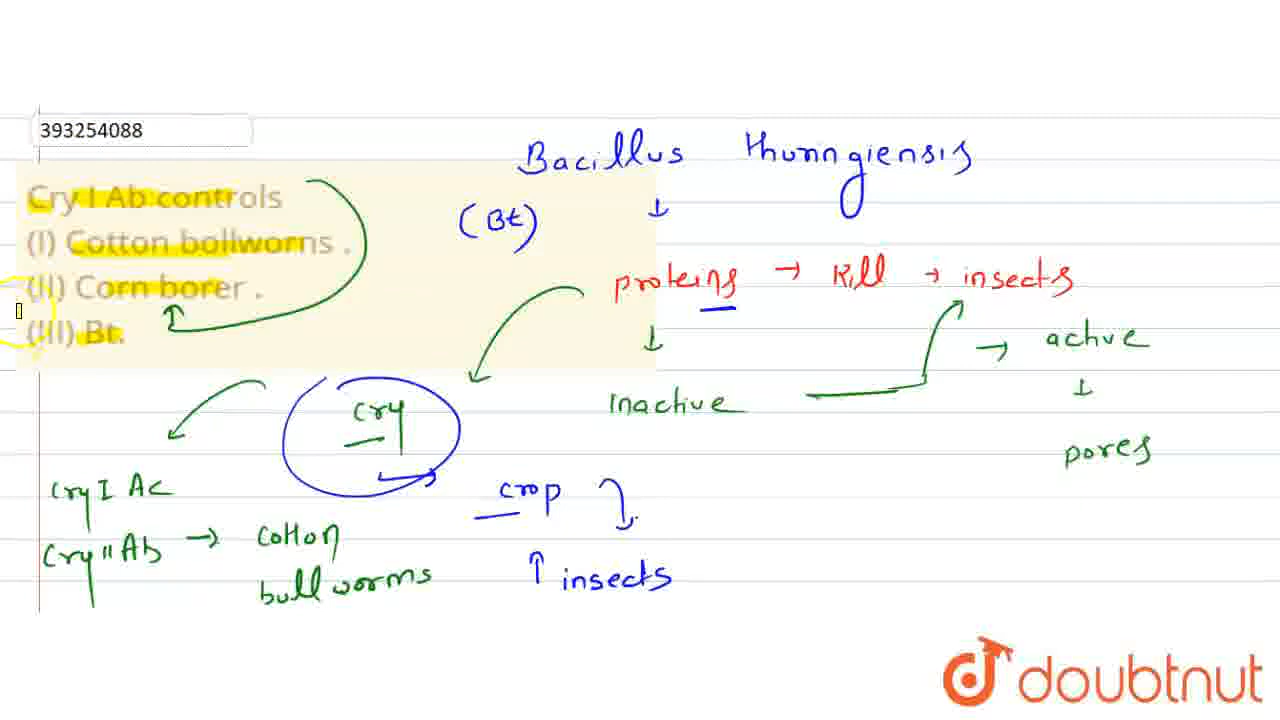 393254088
Cry I Ab controls
(I) Cotton bollworns .
(II) Corn borer .
(III) Bt.
Bacillus thuringiensis
(Bt) ↓
proteins → kill → insects
↓
inactive → active
↓
pores
cry
cry I Ac
cry II Ab → cotton
bollworms
crop
↑ insects
doubtnut